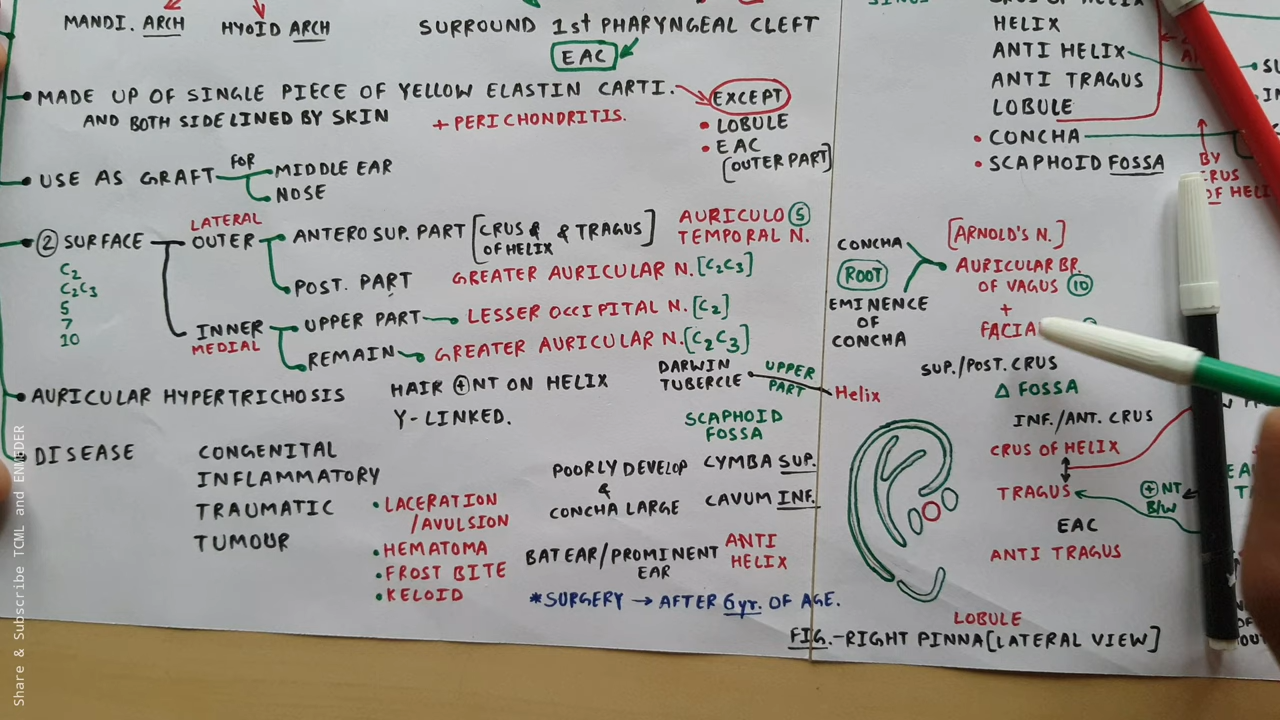 MANDI. ARCH
HYOID ARCH
SURROUND 1st PHARYNGEAL CLEFT
EAC
MADE UP OF SINGLE PIECE OF YELLOW ELASTIN CARTI.
AND BOTH SIDE LINED BY SKIN
+ PERICHONDRITIS.
EXCEPT
• LOBULE
• EAC
[OUTER PART]
USE AS GRAFT FOR MIDDLE EAR
NOSE
② SURFACE
C2
C2C3
5
7
10
LATERAL
OUTER
ANTERO SUP. PART [CRUS & TRAGUS]
OF HELIX
AURICULO ⑤
TEMPORAL N.
POST. PART GREATER AURICULAR N. [C2C3]
INNER
MEDIAL
UPPER PART LESSER OCCIPITAL N. [C2]
REMAIN GREATER AURICULAR N. [C2C3]
AURICULAR HYPERTRICHOSIS
HAIR ⊕NT ON HELIX
Y-LINKED.
DARWIN
TUBERCLE
UPPER
PART
Helix
DISEASE
CONGENITAL
INFLAMMATORY
TRAUMATIC
TUMOUR
• LACERATION
/AVULSION
• HEMATOMA
• FROST BITE
• KELOID
SCAPHOID
FOSSA
POORLY DEVELOP
&
CONCHA LARGE
CYMBA SUP.
CAVUM INF.
BAT EAR/PROMINENT
EAR
ANTI
HELIX
*SURGERY → AFTER 6yr. OF AGE.
HELIX
ANTI HELIX
ANTI TRAGUS
LOBULE
• CONCHA
• SCAPHOID FOSSA
BY
CRUS
OF HELI
CONCHA
ROOT
EMINENCE
OF
CONCHA
[ARNOLD'S N.]
AURICULAR BR.
OF VAGUS ⑩
+
FACIA
SUP./POST. CRUS
Δ FOSSA
INF./ANT. CRUS
CRUS OF HELIX
TRAGUS
⊕NT
B/W
EAC
ANTI TRAGUS
LOBULE
FIG.-RIGHT PINNA [LATERAL VIEW]
Share & Subscribe TCML and ENMEDER